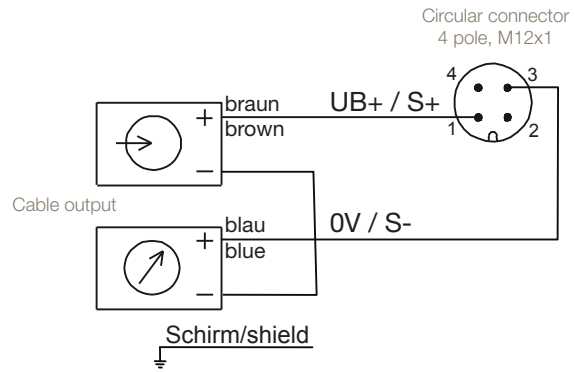 Circular connector
4 pole, M12x1
4 3
1 2
braun
brown
UB+ / S+
+
−
Cable output
blau
blue
0V / S-
+
−
Schirm/shield